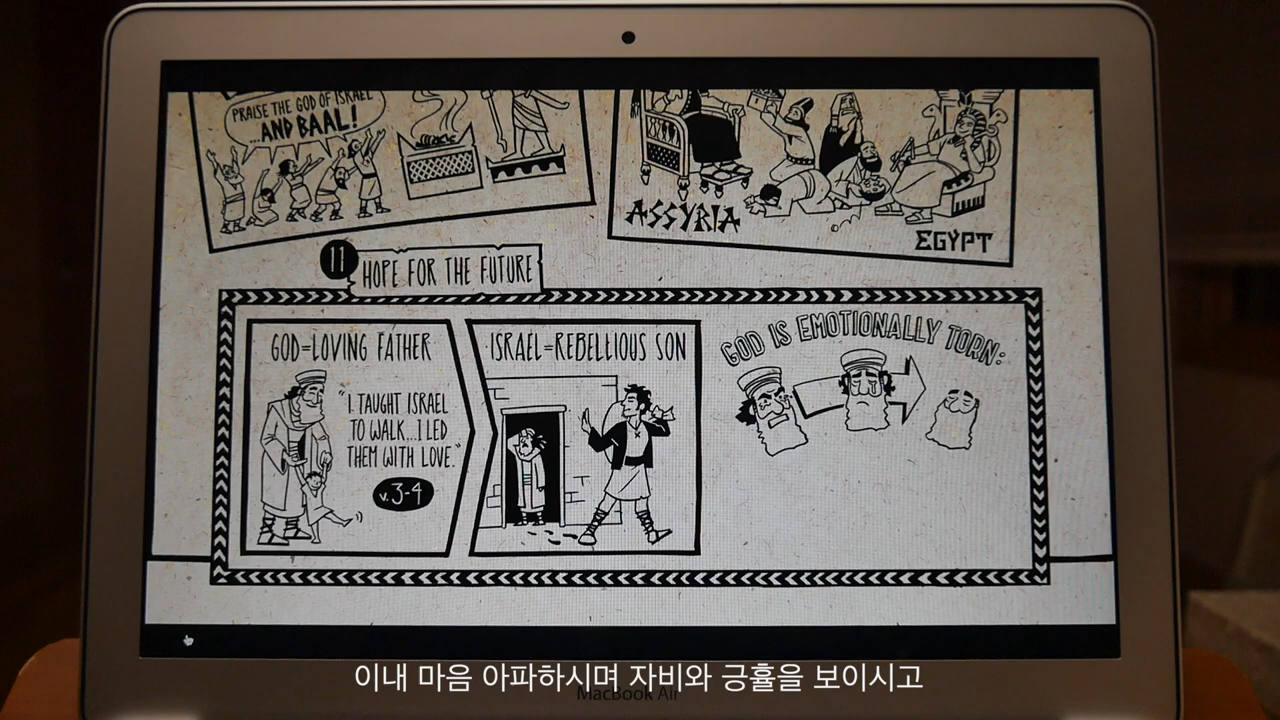 PRAISE THE GOD OF ISRAEL
...AND BAAL!
ASSYRIA
EGYPT
11
HOPE FOR THE FUTURE
GOD=LOVING FATHER
"I TAUGHT ISRAEL
TO WALK...I LED
THEM WITH LOVE."
v. 3-4
ISRAEL=REBELLIOUS SON
GOD IS EMOTIONALLY TORN:
이내 마음 아파하시며 자비와 긍휼을 보이시고
MacBook Air